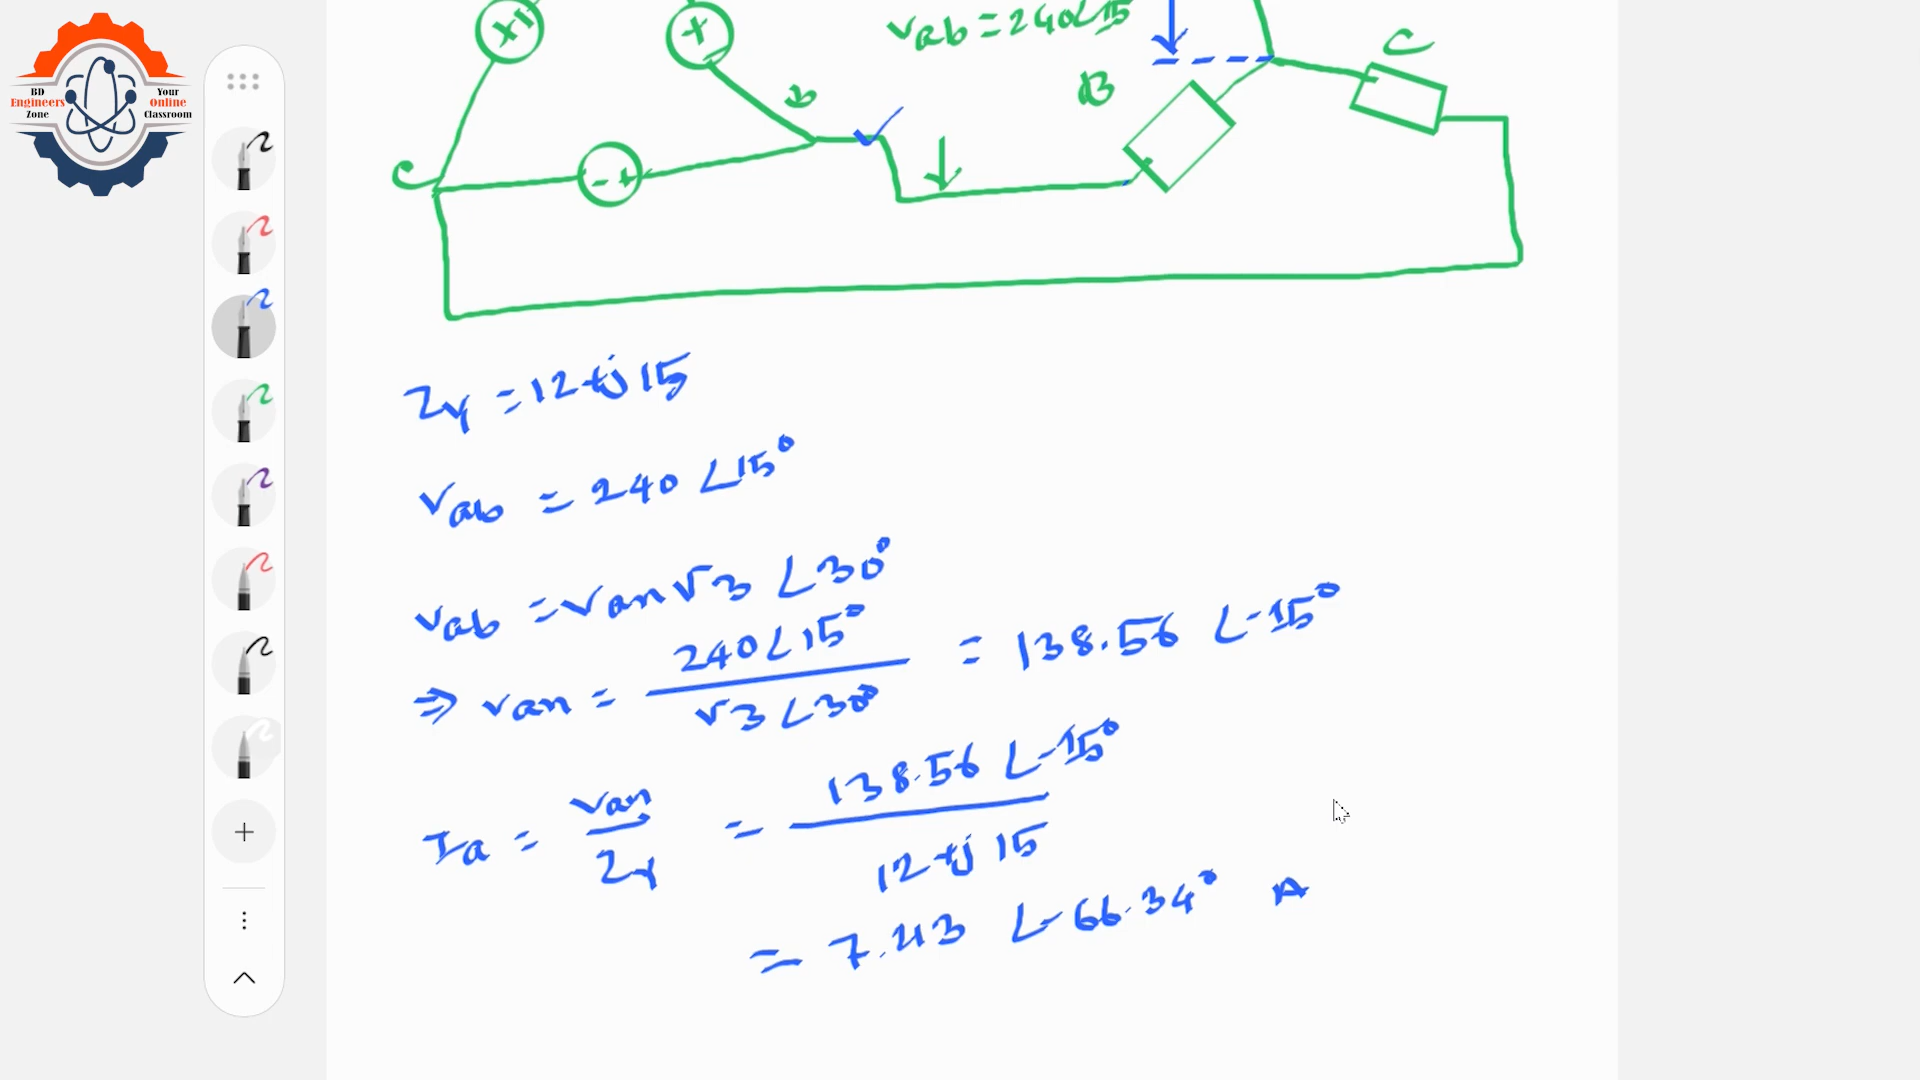 BD Engineers Zone
Your Online Classroom
Vab = 240∠15
B
C
b
C
- +
+
Zy = 12+j15
Vab = 240 ∠15°
Vab = Van √3 ∠30°
⇒ Van = 240∠15° / √3 ∠30° = 138.56 ∠-15°
Ia = Van / Zy = 138.56 ∠-15° / 12+j15
= 7.213 ∠-66.34° A